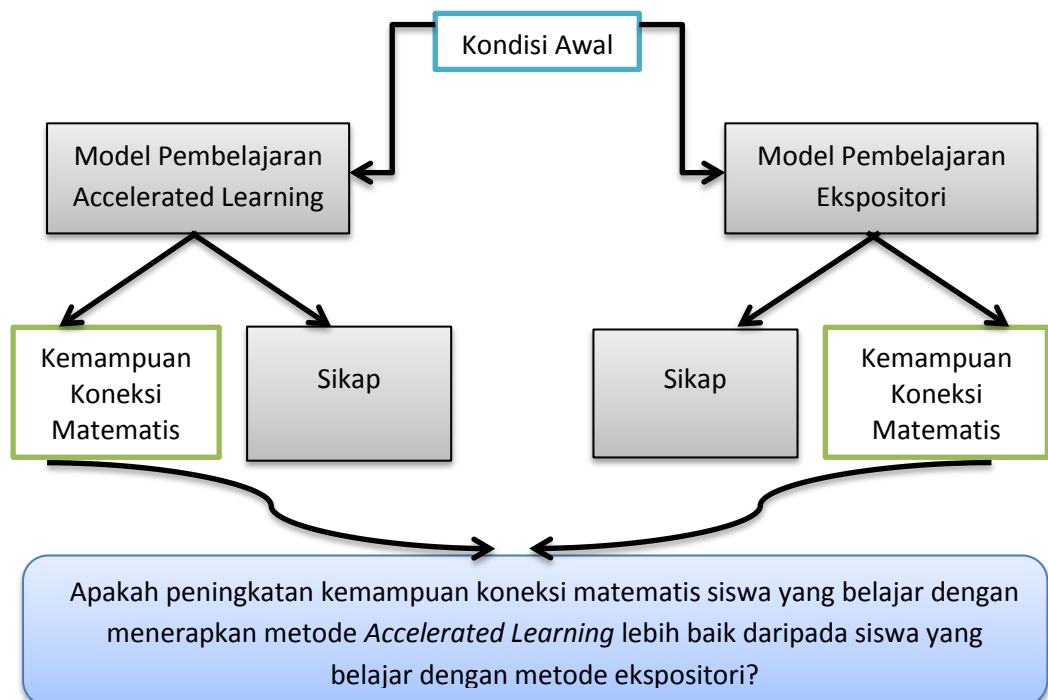 Kondisi Awal
Model Pembelajaran
Accelerated Learning
Model Pembelajaran
Ekspositori
Kemampuan
Koneksi
Matematis
Sikap
Sikap
Kemampuan
Koneksi
Matematis
Apakah peningkatan kemampuan koneksi matematis siswa yang belajar dengan
menerapkan metode Accelerated Learning lebih baik daripada siswa yang
belajar dengan metode ekspositori?